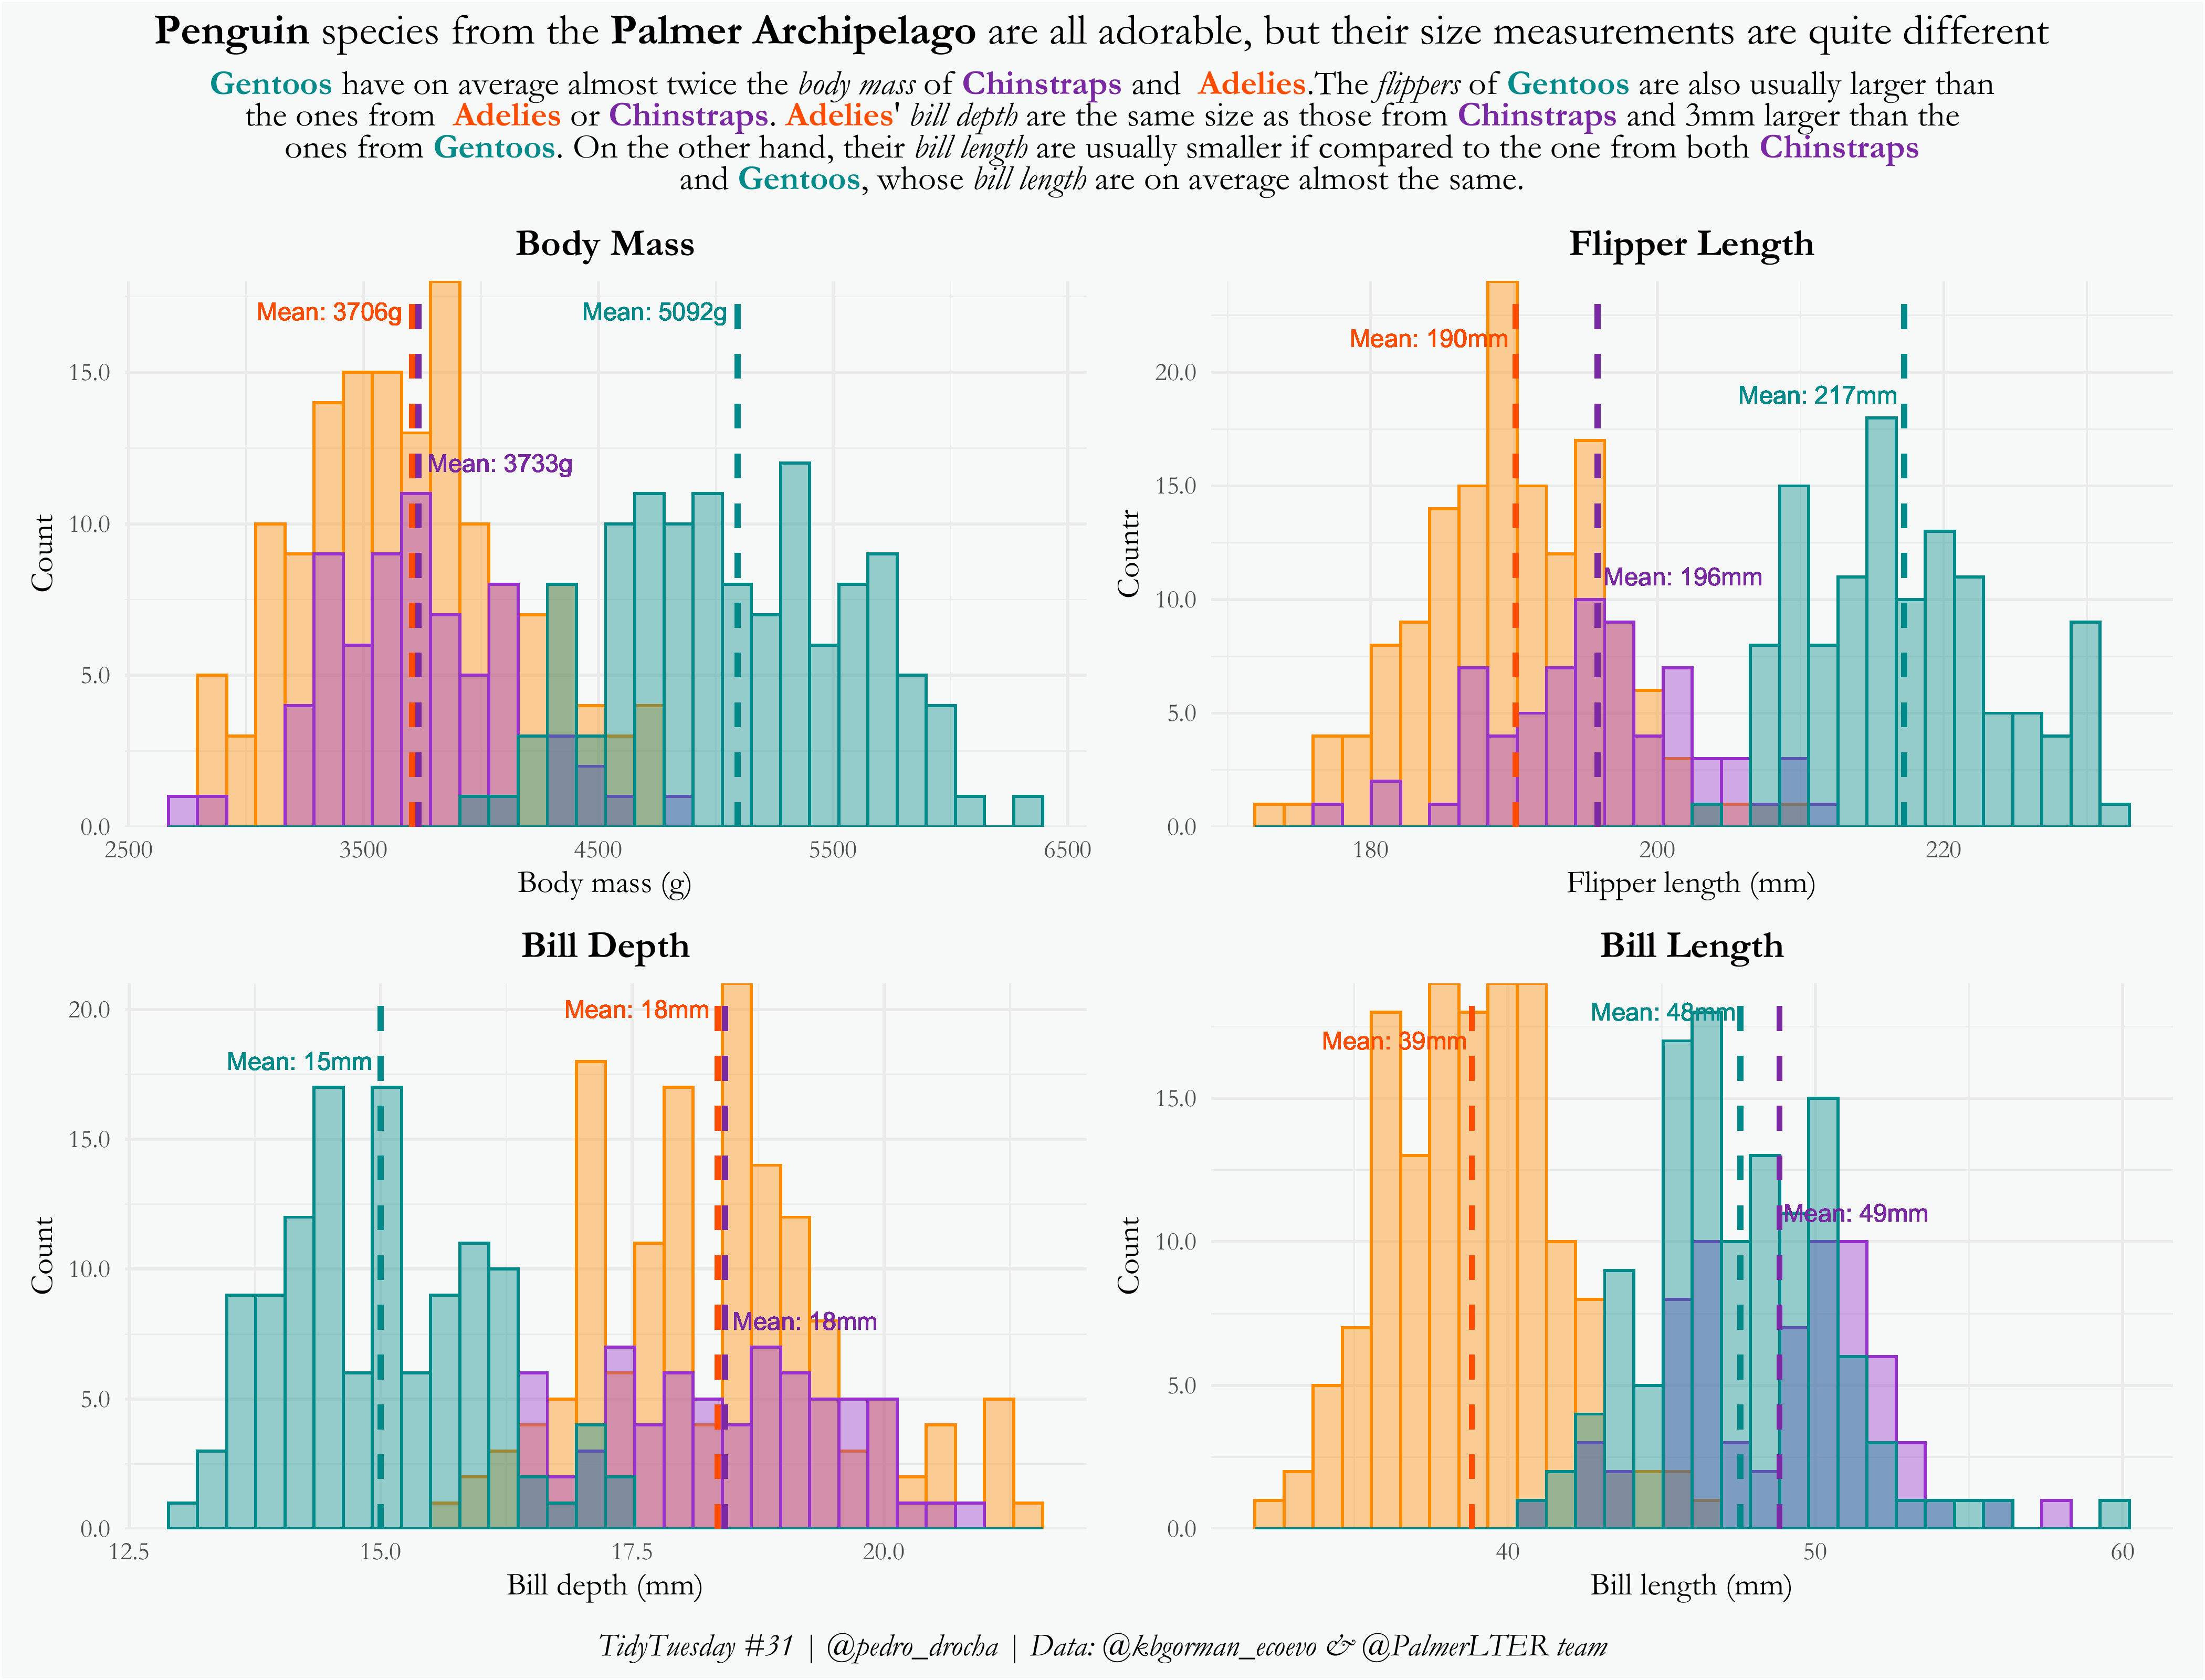 Penguin species from the Palmer Archipelago are all adorable, but their size measurements are quite different
Gentoos have on average almost twice the body mass of Chinstraps and Adelies.The flippers of Gentoos are also usually larger than
the ones from Adelies or Chinstraps. Adelies' bill depth are the same size as those from Chinstraps and 3mm larger than the
ones from Gentoos. On the other hand, their bill length are usually smaller if compared to the one from both Chinstraps
and Gentoos, whose bill length are on average almost the same.
Body Mass
Mean: 3706g
Mean: 5092g
Mean: 3733g
15.0
10.0
5.0
0.0
Count
2500
3500
4500
5500
6500
Body mass (g)
Flipper Length
Mean: 190mm
Mean: 217mm
Mean: 196mm
20.0
15.0
10.0
5.0
0.0
Countr
180
200
220
Flipper length (mm)
Bill Depth
Mean: 18mm
Mean: 15mm
Mean: 18mm
20.0
15.0
10.0
5.0
0.0
Count
12.5
15.0
17.5
20.0
Bill depth (mm)
Bill Length
Mean: 48mm
Mean: 39mm
Mean: 49mm
15.0
10.0
5.0
0.0
Count
40
50
60
Bill length (mm)
TidyTuesday #31 | @pedro_drocha | Data: @kbgorman_ecoevo & @PalmerLTER team